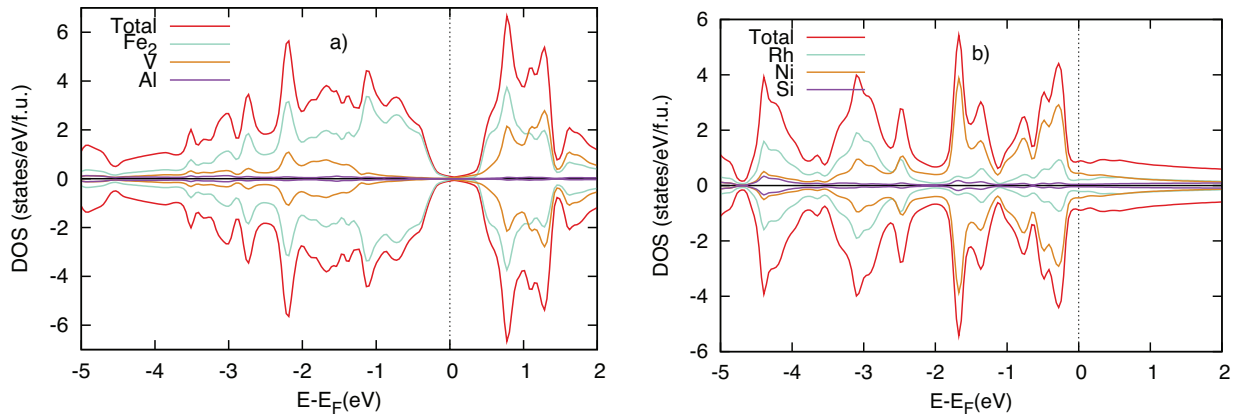 Total
Fe2
V
Al
a)
6
4
2
0
-2
-4
-6
DOS (states/eV/f.u.)
-5 -4 -3 -2 -1 0 1 2
E-EF(eV)
Total
Rh
Ni
Si
b)
6
4
2
0
-2
-4
-6
DOS (states/eV/f.u.)
-5 -4 -3 -2 -1 0 1 2
E-EF(eV)